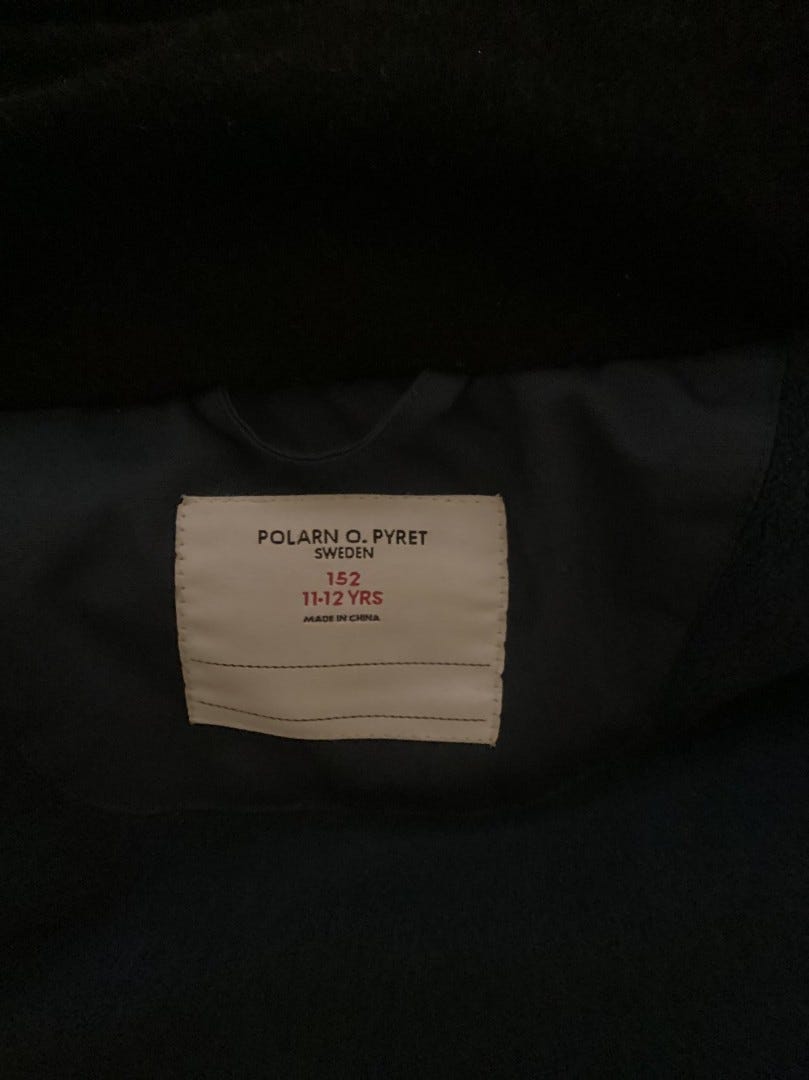 POLARN O. PYRET
SWEDEN
152
11-12 YRS
MADE IN CHINA